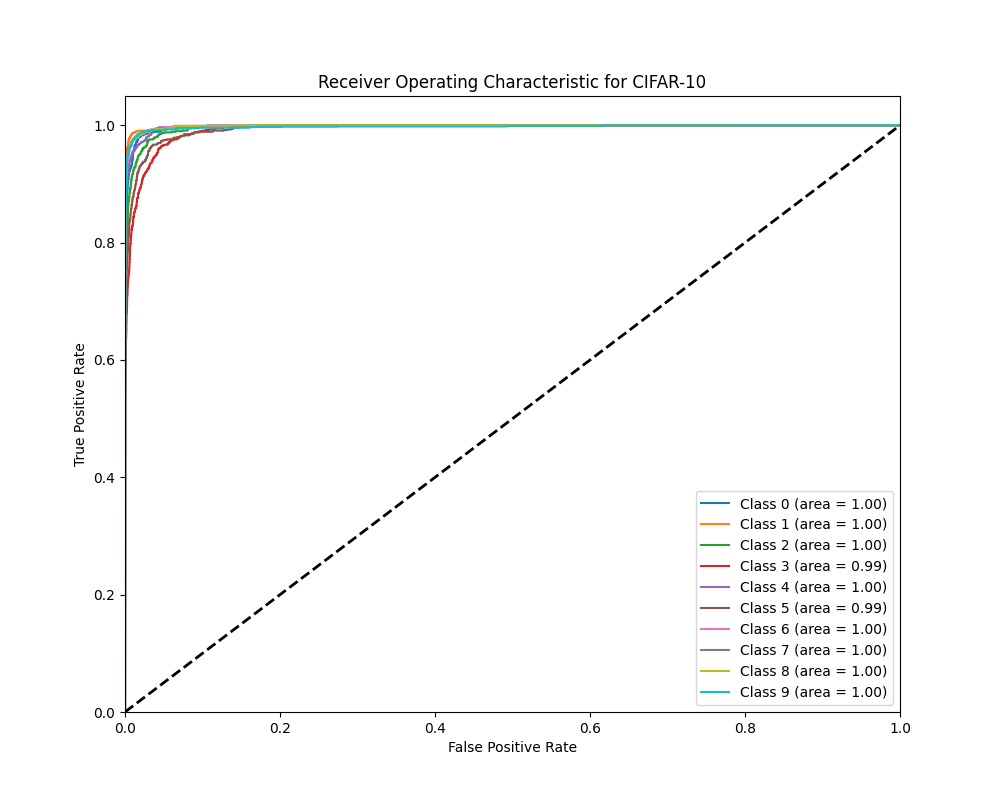 Receiver Operating Characteristic for CIFAR-10
1.0
0.8
0.6
0.4
0.2
0.0
True Positive Rate
Class 0 (area = 1.00)
Class 1 (area = 1.00)
Class 2 (area = 1.00)
Class 3 (area = 0.99)
Class 4 (area = 1.00)
Class 5 (area = 0.99)
Class 6 (area = 1.00)
Class 7 (area = 1.00)
Class 8 (area = 1.00)
Class 9 (area = 1.00)
0.0 0.2 0.4 0.6 0.8 1.0
False Positive Rate